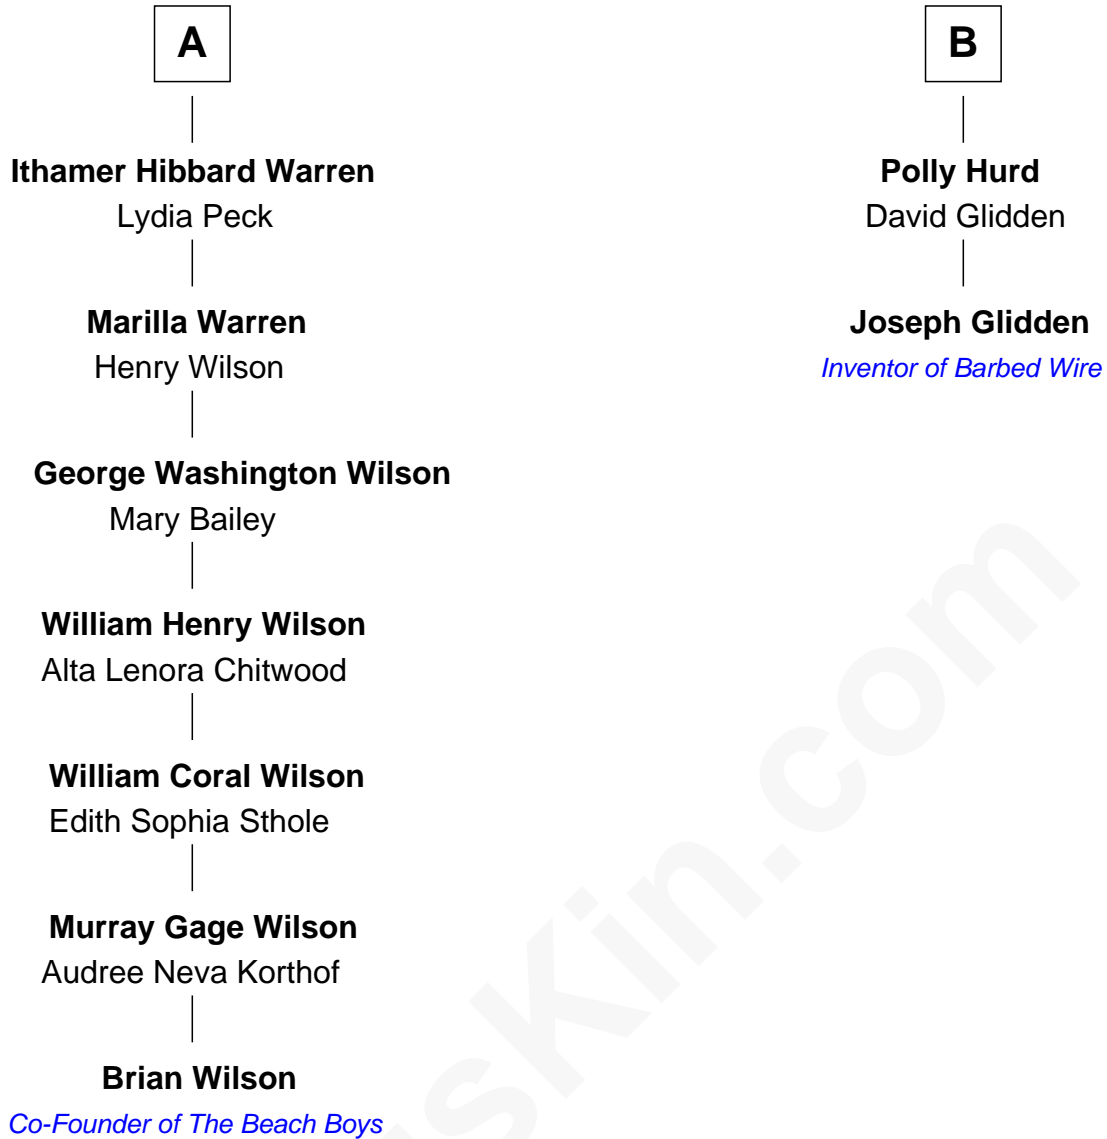 A
B
Ithamer Hibbard Warren
Lydia Peck
Polly Hurd
David Glidden
Marilla Warren
Henry Wilson
Joseph Glidden
Inventor of Barbed Wire
George Washington Wilson
Mary Bailey
William Henry Wilson
Alta Lenora Chitwood
William Coral Wilson
Edith Sophia Sthole
Murray Gage Wilson
Audree Neva Korthof
Brian Wilson
Co-Founder of The Beach Boys
sKin.com